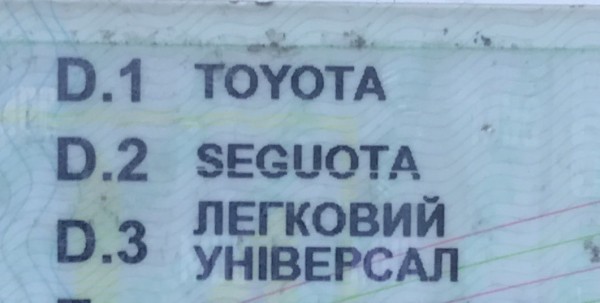 D.1 TOYOTA
D.2 SEGUOTA
D.3 ЛЕГКОВИЙ
УНІВЕРСАЛ